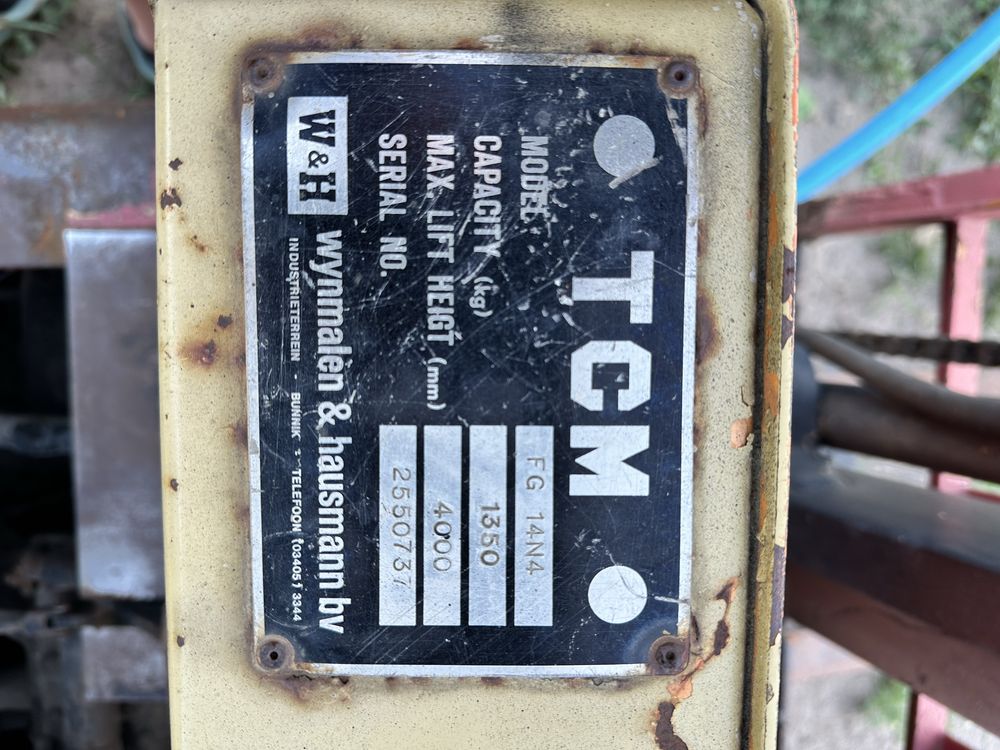 TCM
MODEL FG 14N4
CAPACITY (kg) 1350
MAX. LIFT HEIGT (mm) 4000
SERIAL NO. 2550737
W&H wynmalen & hausmann bv
INDUSTRIETERREIN - BUNNIK - TELEFOON (03405) 3344